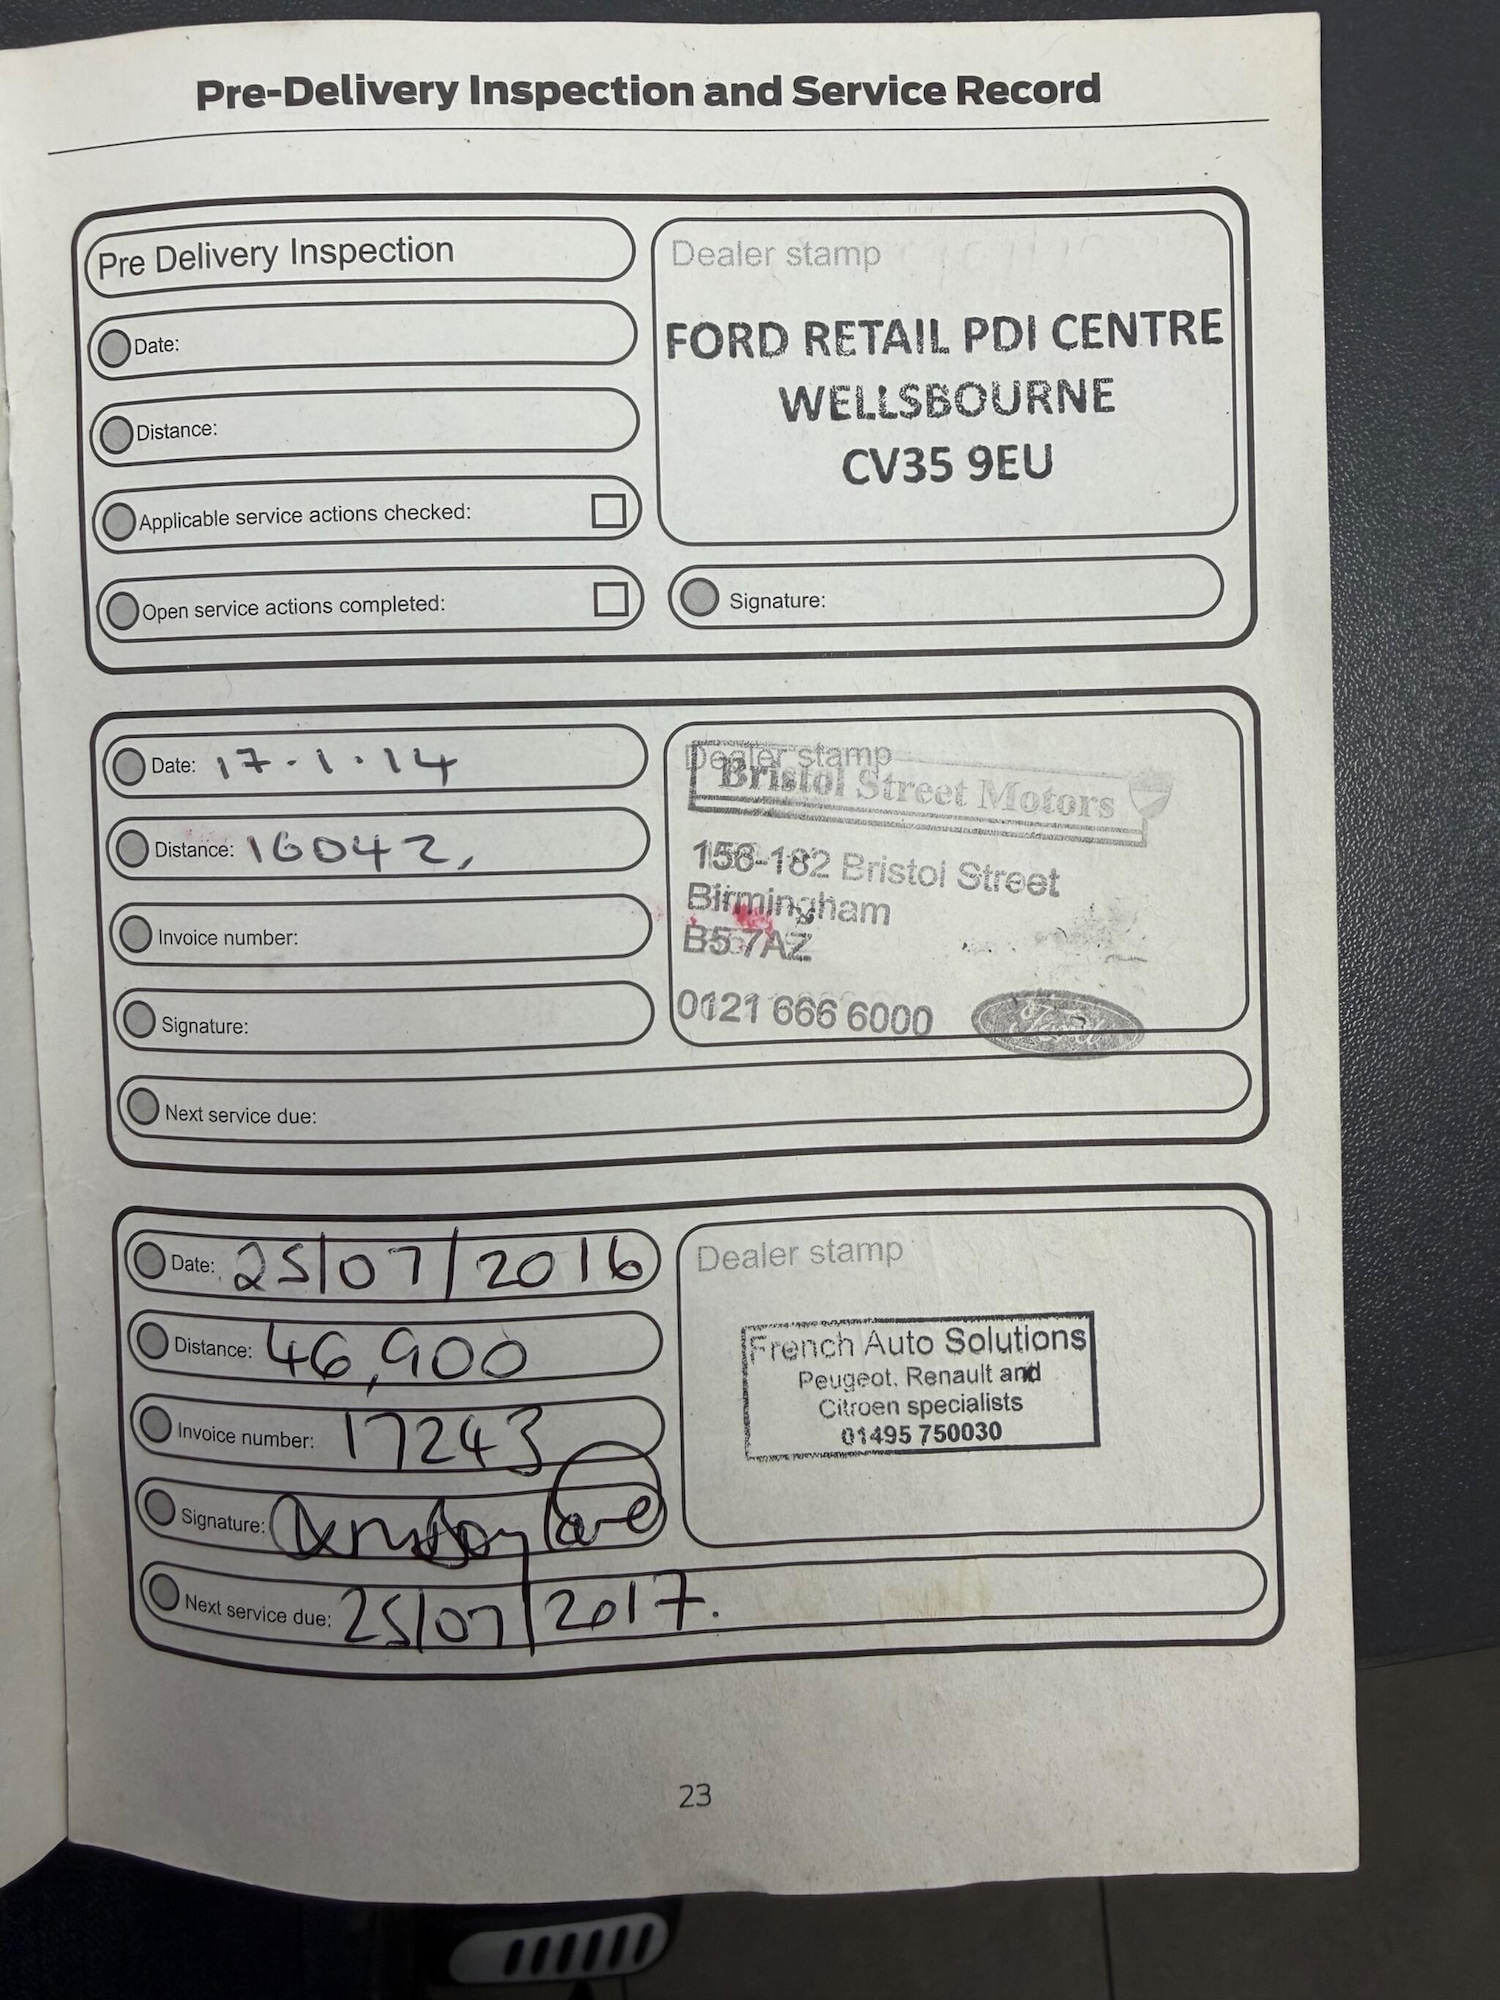 Pre-Delivery Inspection and Service Record
Pre Delivery Inspection
Date:
Distance:
Applicable service actions checked:
Open service actions completed:
Dealer stamp
FORD RETAIL PDI CENTRE
WELLSBOURNE
CV35 9EU
Signature:
Date: 17.1.14
Distance: 16042,
Invoice number:
Signature:
Next service due:
Dealer stamp
Bristol Street Motors
156-182 Bristol Street
Birmingham
B5 7AZ
0121 666 6000
Ford
Date: 25/07/2016
Distance: 46,900
Invoice number: 17243
Signature:
Next service due: 25/07/2017.
Dealer stamp
French Auto Solutions
Peugeot, Renault and
Citroen specialists
01495 750030
23